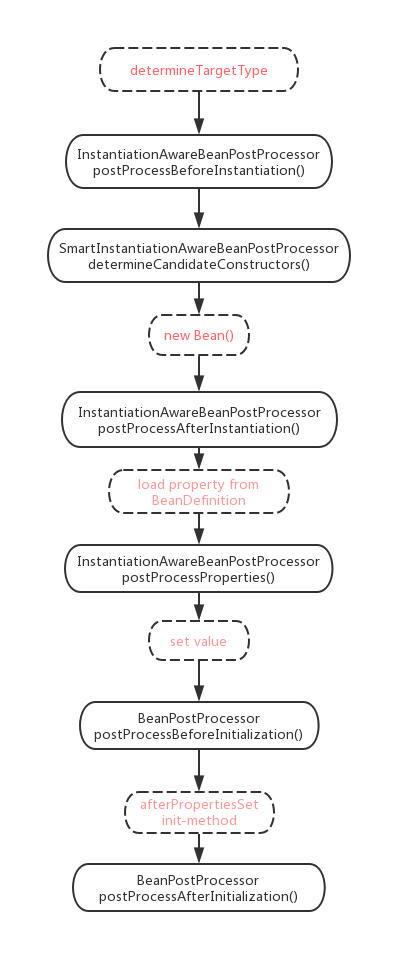 determineTargetType
InstantiationAwareBeanPostProcessor
postProcessBeforeInstantiation()
SmartInstantiationAwareBeanPostProcessor
determineCandidateConstructors()
new Bean()
InstantiationAwareBeanPostProcessor
postProcessAfterInstantiation()
load property from
BeanDefinition
InstantiationAwareBeanPostProcessor
postProcessProperties()
set value
BeanPostProcessor
postProcessBeforeInitialization()
afterPropertiesSet
init-method
BeanPostProcessor
postProcessAfterInitialization()